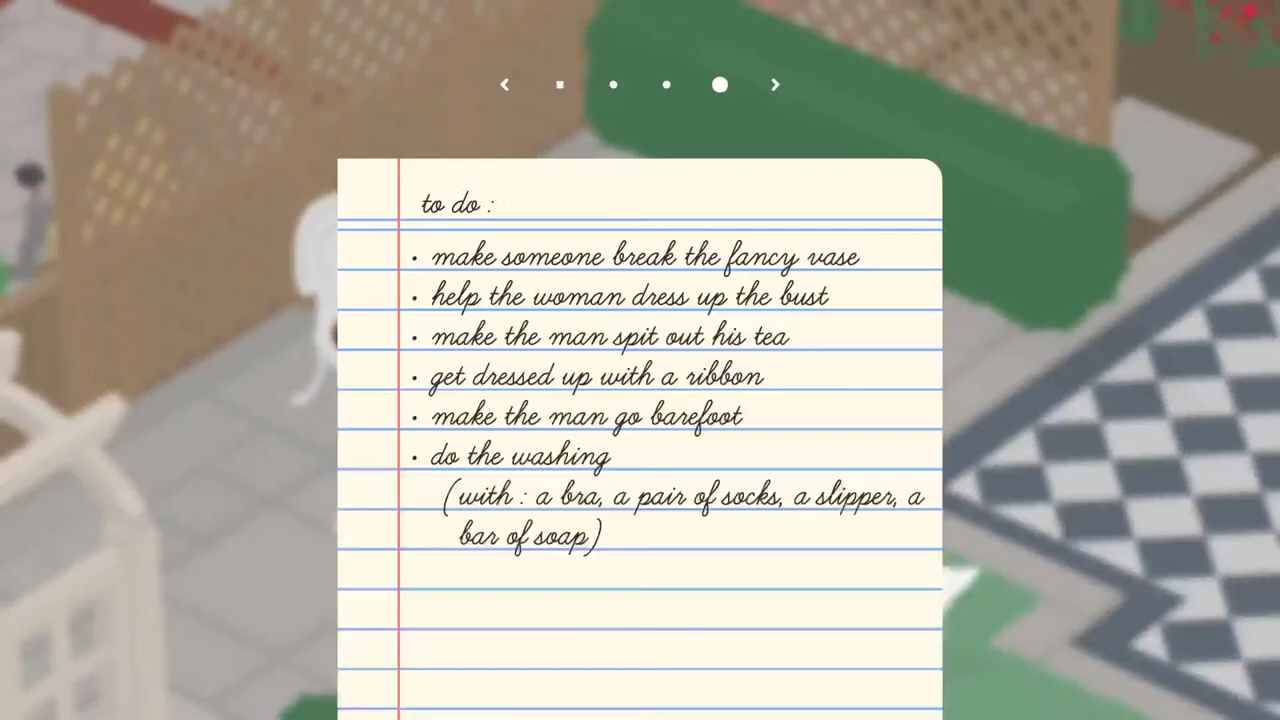 to do :
• make someone break the fancy vase
• help the woman dress up the bust
• make the man spit out his tea
• get dressed up with a ribbon
• make the man go barefoot
• do the washing
(with : a bra, a pair of socks, a slipper, a
bar of soap)